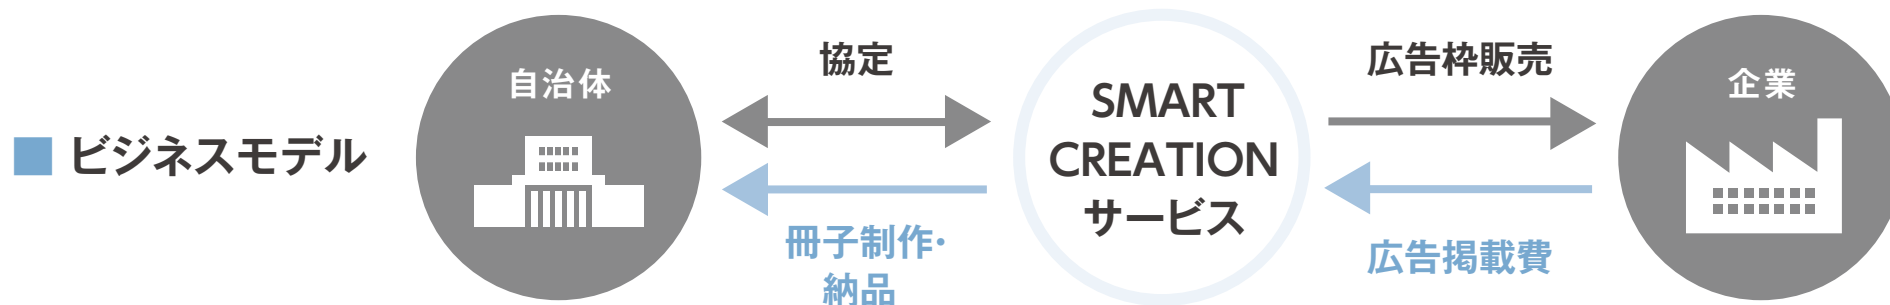 ビジネスモデル
自治体
協定
冊子制作・
納品
SMART
CREATION
サービス
広告枠販売
広告掲載費
企業